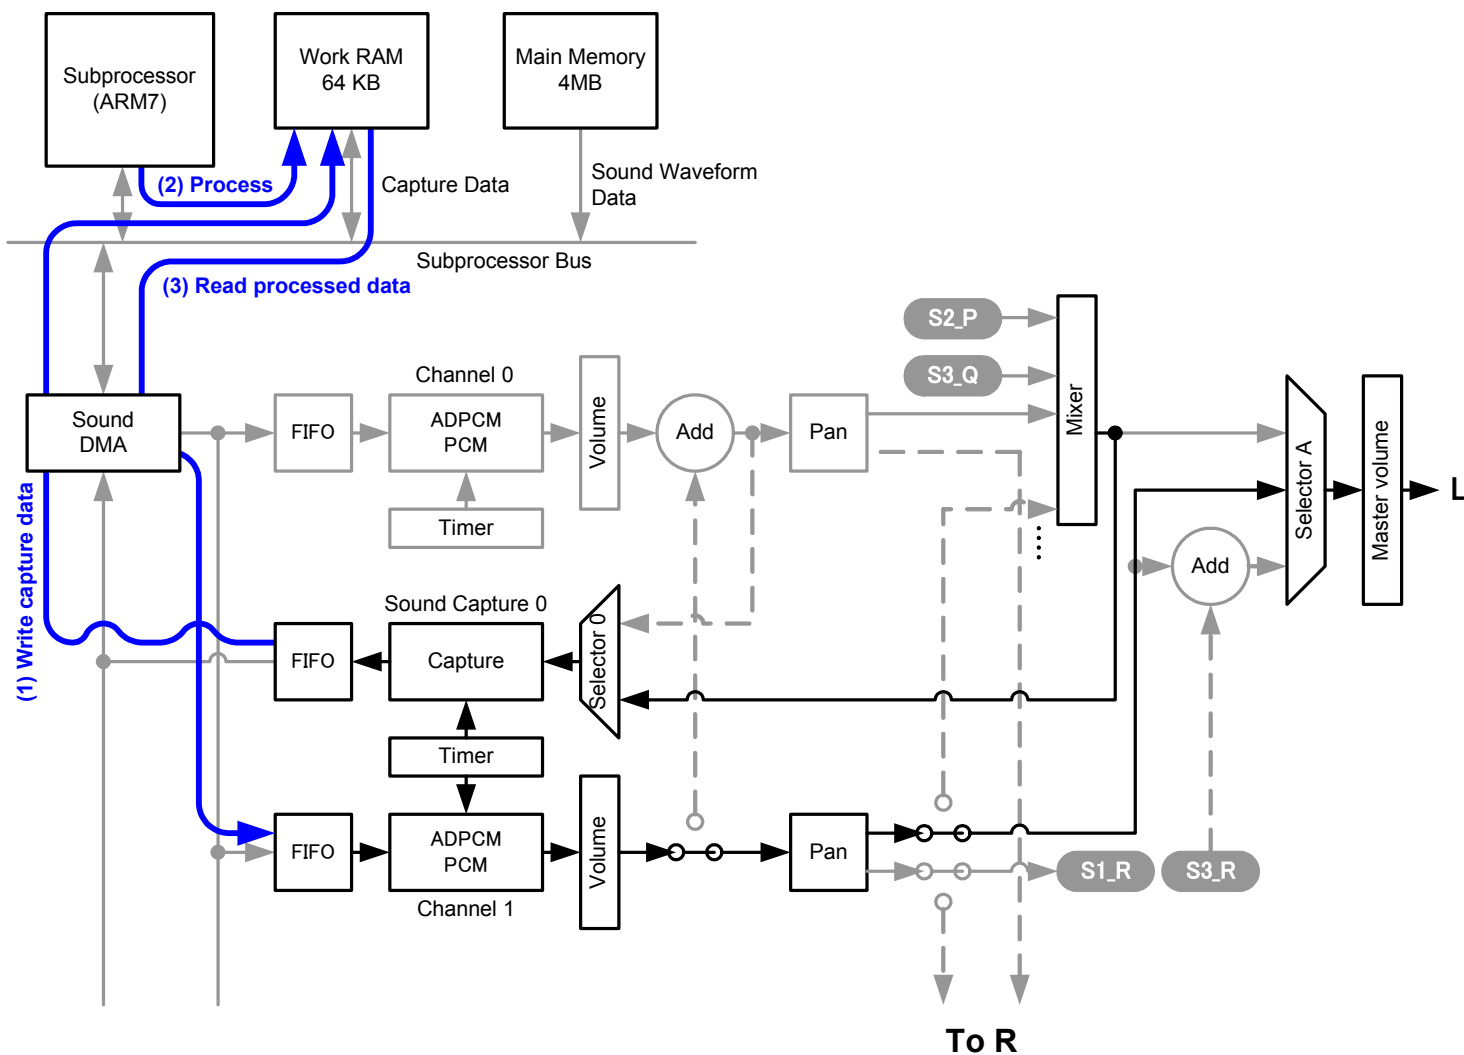 Subprocessor
(ARM7)
Work RAM
64 KB
Main Memory
4MB
(2) Process
Capture Data
Sound Waveform
Data
Subprocessor Bus
(3) Read processed data
S2_P
S3_Q
Mixer
Channel 0
Sound
DMA
FIFO
ADPCM
PCM
Volume
Add
Pan
Timer
Selector A
Master volume
L
Add
(1) Write capture data
Sound Capture 0
FIFO
Capture
Selector 0
Timer
FIFO
ADPCM
PCM
Volume
Pan
S1_R
S3_R
Channel 1
To R